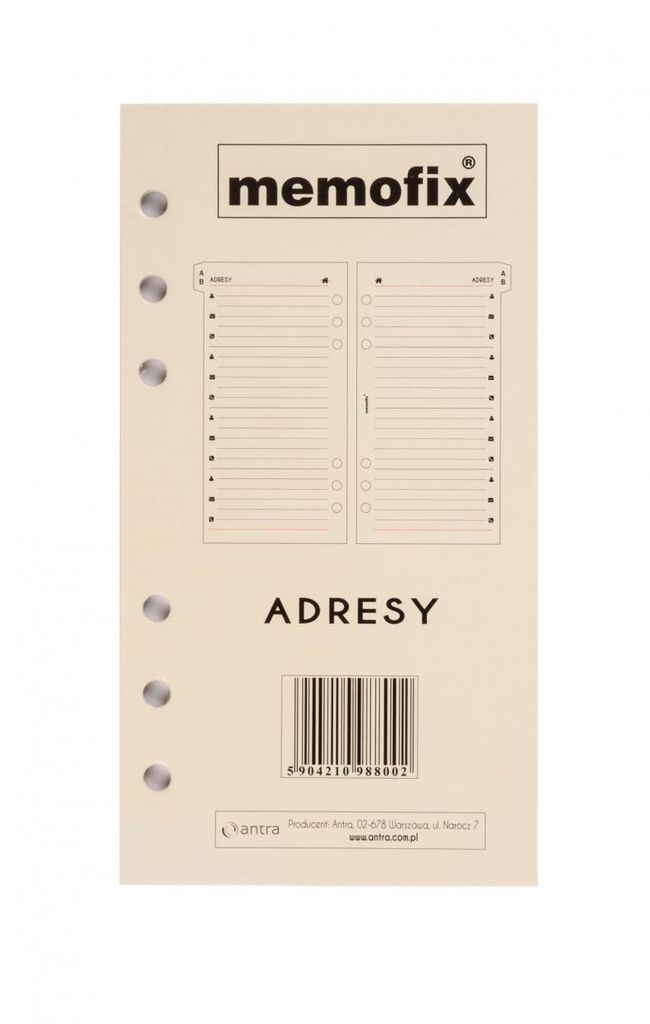 memofix®
A
B
ADRESY
ADRESY
A
B
memofix
ADRESY
5 904210 988002
antra
Producent: Antra, 02-678 Warszawa, ul. Narocz 7
www.antra.com.pl